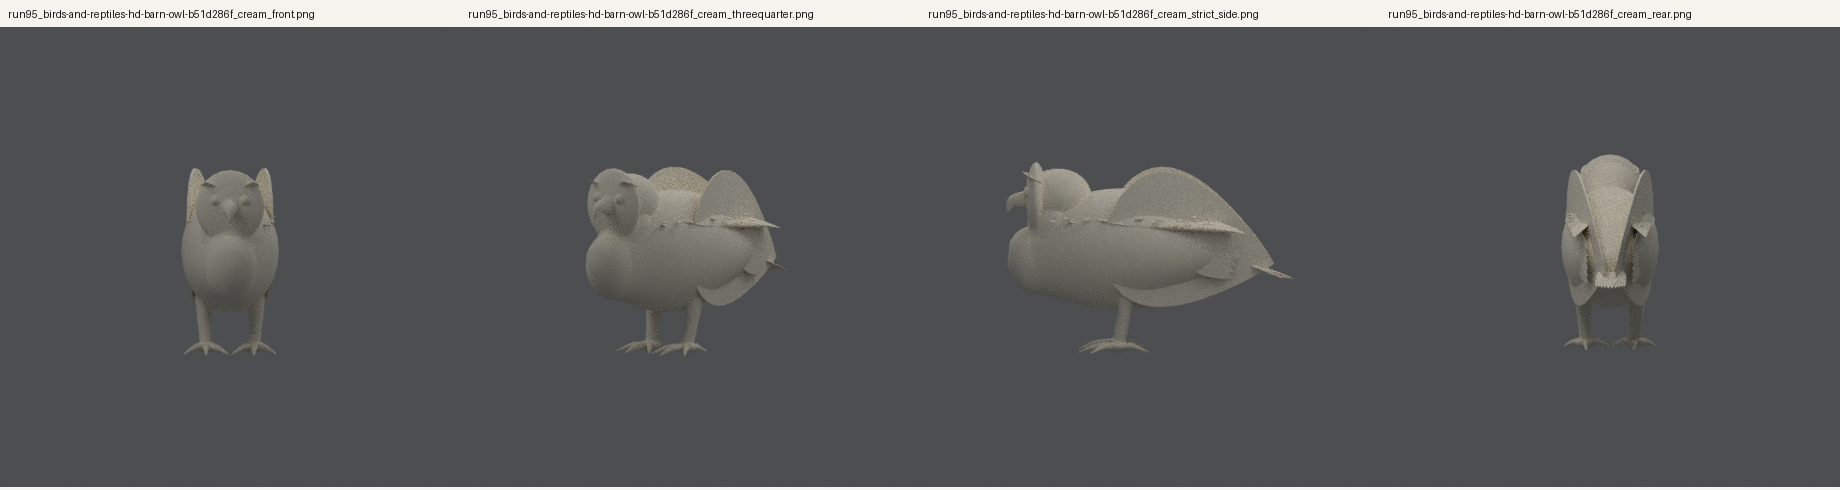 run95_birds-and-reptiles-hd-barn-owl-b51d286f_cream_front.png
run95_birds-and-reptiles-hd-barn-owl-b51d286f_cream_threequarter.png
run95_birds-and-reptiles-hd-barn-owl-b51d286f_cream_strict_side.png
run95_birds-and-reptiles-hd-barn-owl-b51d286f_cream_rear.png